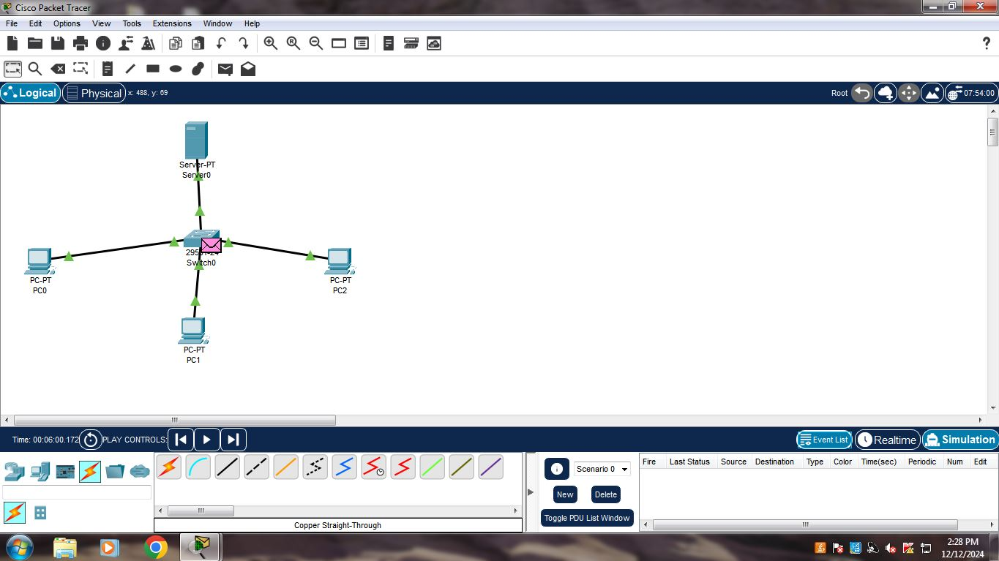 Cisco Packet Tracer
File Edit Options View Tools Extensions Window Help
?
Logical Physical x: 488, y: 69 Root 07:54:00
Server-PT
Server0
Switch0
PC-PT
PC0
PC-PT
PC2
PC-PT
PC1
Time: 00:06:00.172 PLAY CONTROLS: Event List Realtime Simulation
Scenario 0
New Delete
Toggle PDU List Window
Fire Last Status Source Destination Type Color Time(sec) Periodic Num Edit
Copper Straight-Through
2:28 PM
12/12/2024